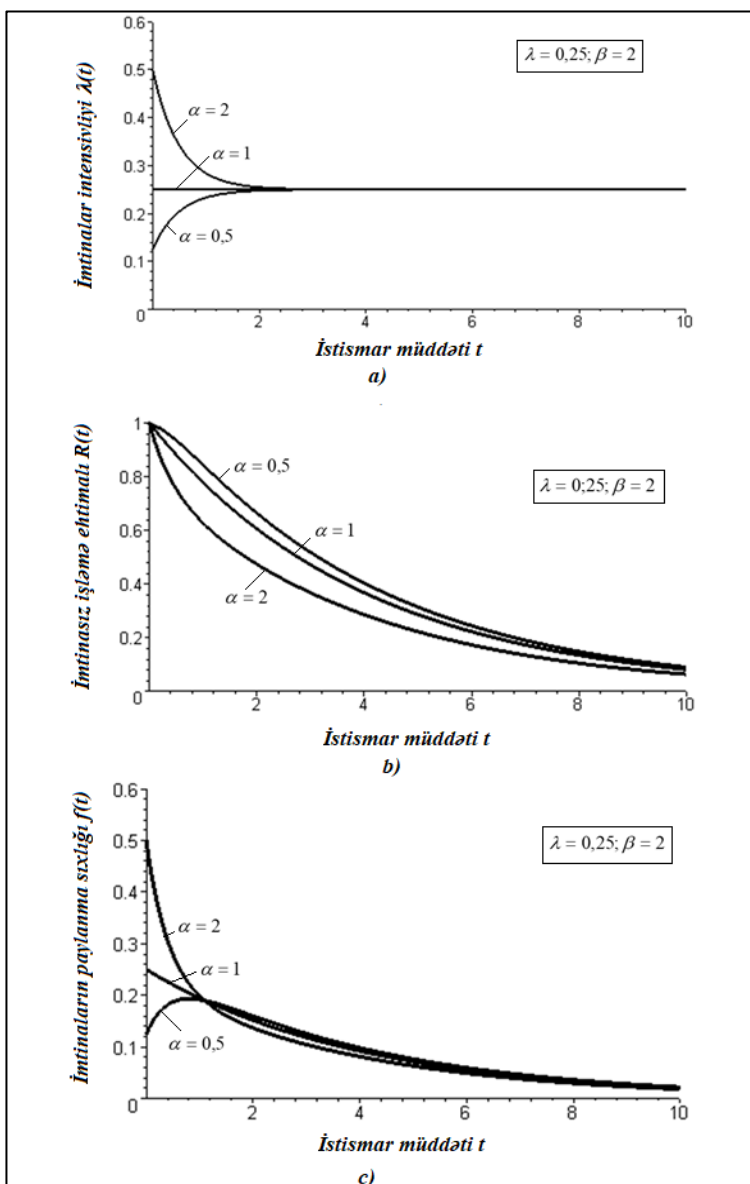 0.6
λ = 0,25; β = 2
0.5
α = 2
0.4
α = 1
0.3
0.2
α = 0,5
0.1
0
2
4
6
8
10
İmtinalar intensivliyi λ(t)
İstismar müddəti t
a)
1
0.8
α = 0,5
λ = 0;25; β = 2
0.6
α = 1
0.4
α = 2
0.2
0
2
4
6
8
10
İmtinasız işləmə ehtimalı R(t)
İstismar müddəti t
b)
0.6
λ = 0,25; β = 2
0.5
α = 2
0.4
0.3
α = 1
0.2
α = 0,5
0.1
0
2
4
6
8
10
İmtinaların paylanma sıxlığı f(t)
İstismar müddəti t
c)